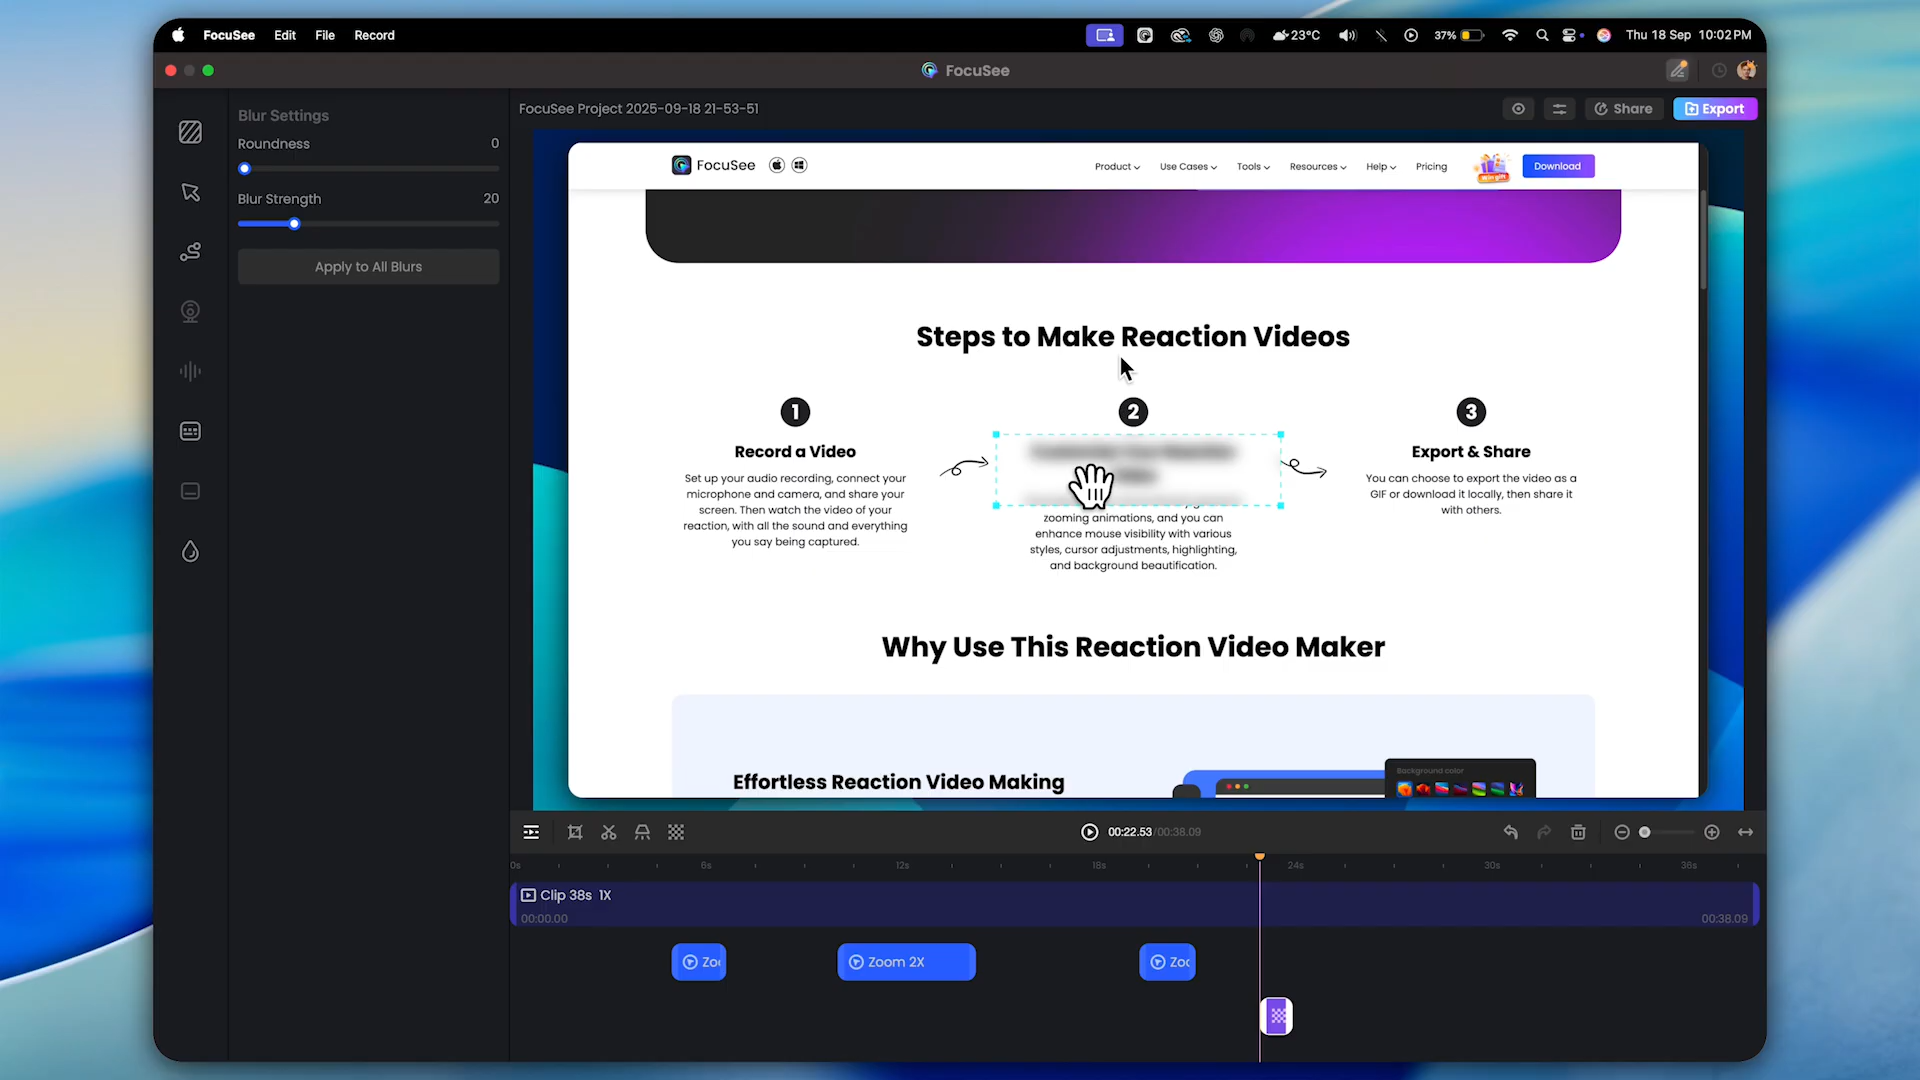 FocuSee Edit File Record 23°C 37% Thu 18 Sep 10:02 PM
FocuSee
Blur Settings
Roundness 0
Blur Strength 20
Apply to All Blurs
FocuSee Project 2025-09-18 21-53-51
Share
Export
FocuSee Product Use Cases Tools Resources Help Pricing Win gift Download
Steps to Make Reaction Videos
1
Record a Video
Set up your audio recording, connect your
microphone and camera, and share your
screen. Then watch the video of your
reaction, with all the sound and everything
you say being captured.
2
zooming animations, and you can
enhance mouse visibility with various
styles, cursor adjustments, highlighting,
and background beautification.
3
Export & Share
You can choose to export the video as a
GIF or download it locally, then share it
with others.
Why Use This Reaction Video Maker
Effortless Reaction Video Making
Background color
00:22.53/00:38.09
0s 6s 12s 18s 24s 30s 36s
Clip 38s 1X
00:00.00 00:38.09
Zoom 2X